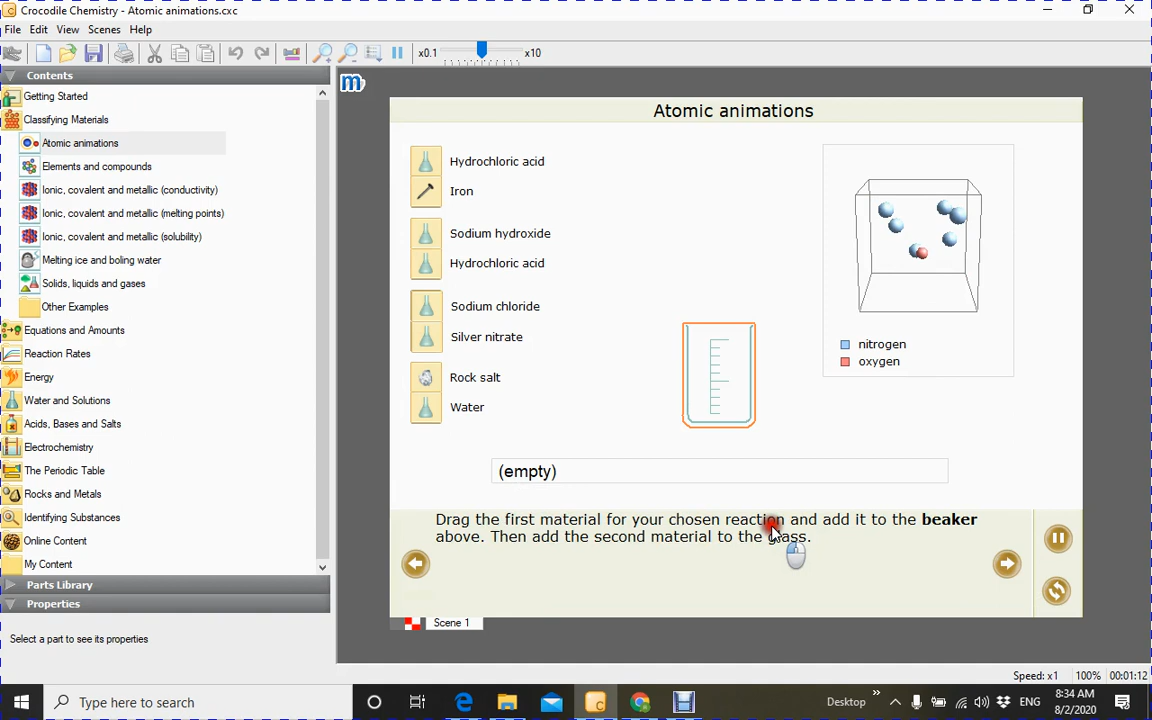 Crocodile Chemistry - Atomic animations.cxc
File Edit View Scenes Help
x0.1 x10
Contents
Getting Started
Classifying Materials
Atomic animations
Elements and compounds
Ionic, covalent and metallic (conductivity)
Ionic, covalent and metallic (melting points)
Ionic, covalent and metallic (solubility)
Melting ice and boiling water
Solids, liquids and gases
Other Examples
Equations and Amounts
Reaction Rates
Energy
Water and Solutions
Acids, Bases and Salts
Electrochemistry
The Periodic Table
Rocks and Metals
Identifying Substances
Online Content
My Content
Parts Library
Properties
Select a part to see its properties
m
Atomic animations
Hydrochloric acid
Iron
Sodium hydroxide
Hydrochloric acid
Sodium chloride
Silver nitrate
Rock salt
Water
nitrogen
oxygen
(empty)
Drag the first material for your chosen reaction and add it to the beaker
above. Then add the second material to the glass.
Scene 1
Speed: x1 100% 00:01:12
Type here to search
Desktop
ENG
8:34 AM
8/2/2020